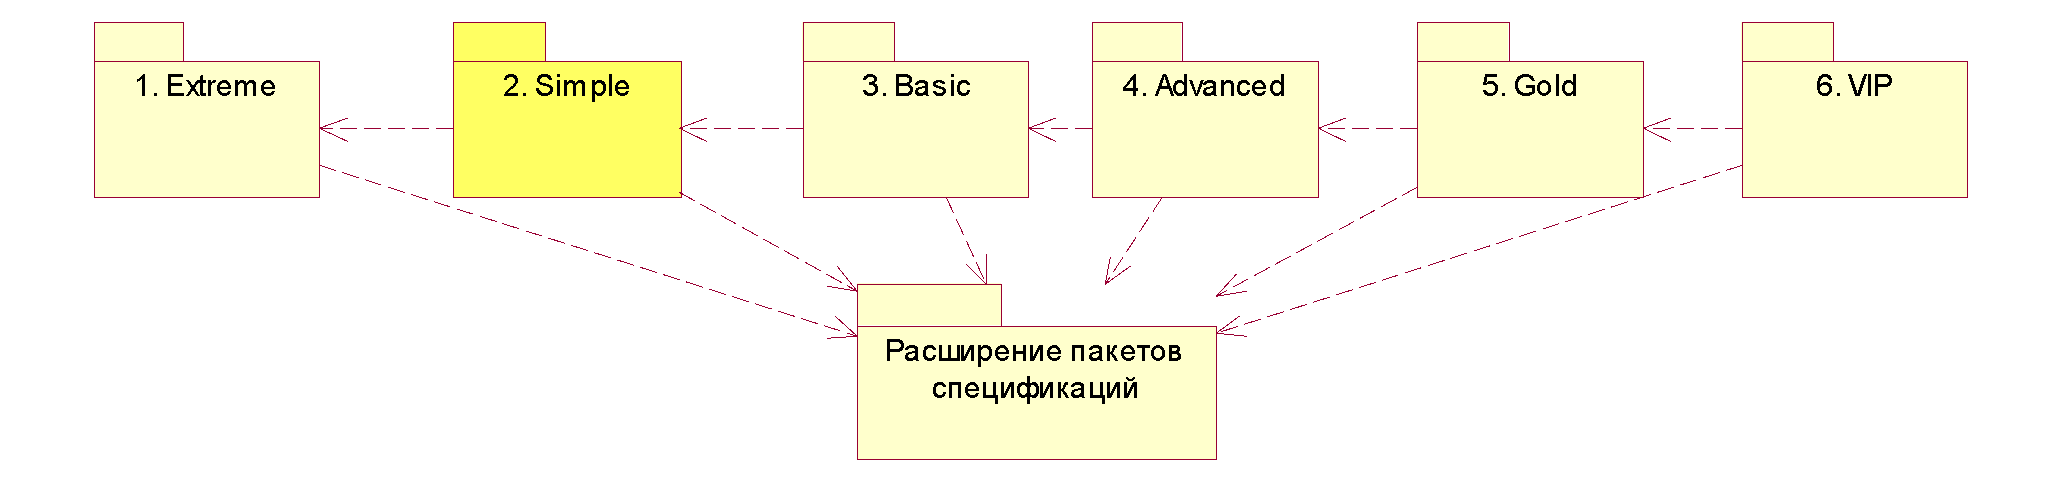 1. Extreme
2. Simple
3. Basic
4. Advanced
5. Gold
6. VIP
Расширение пакетов
спецификаций